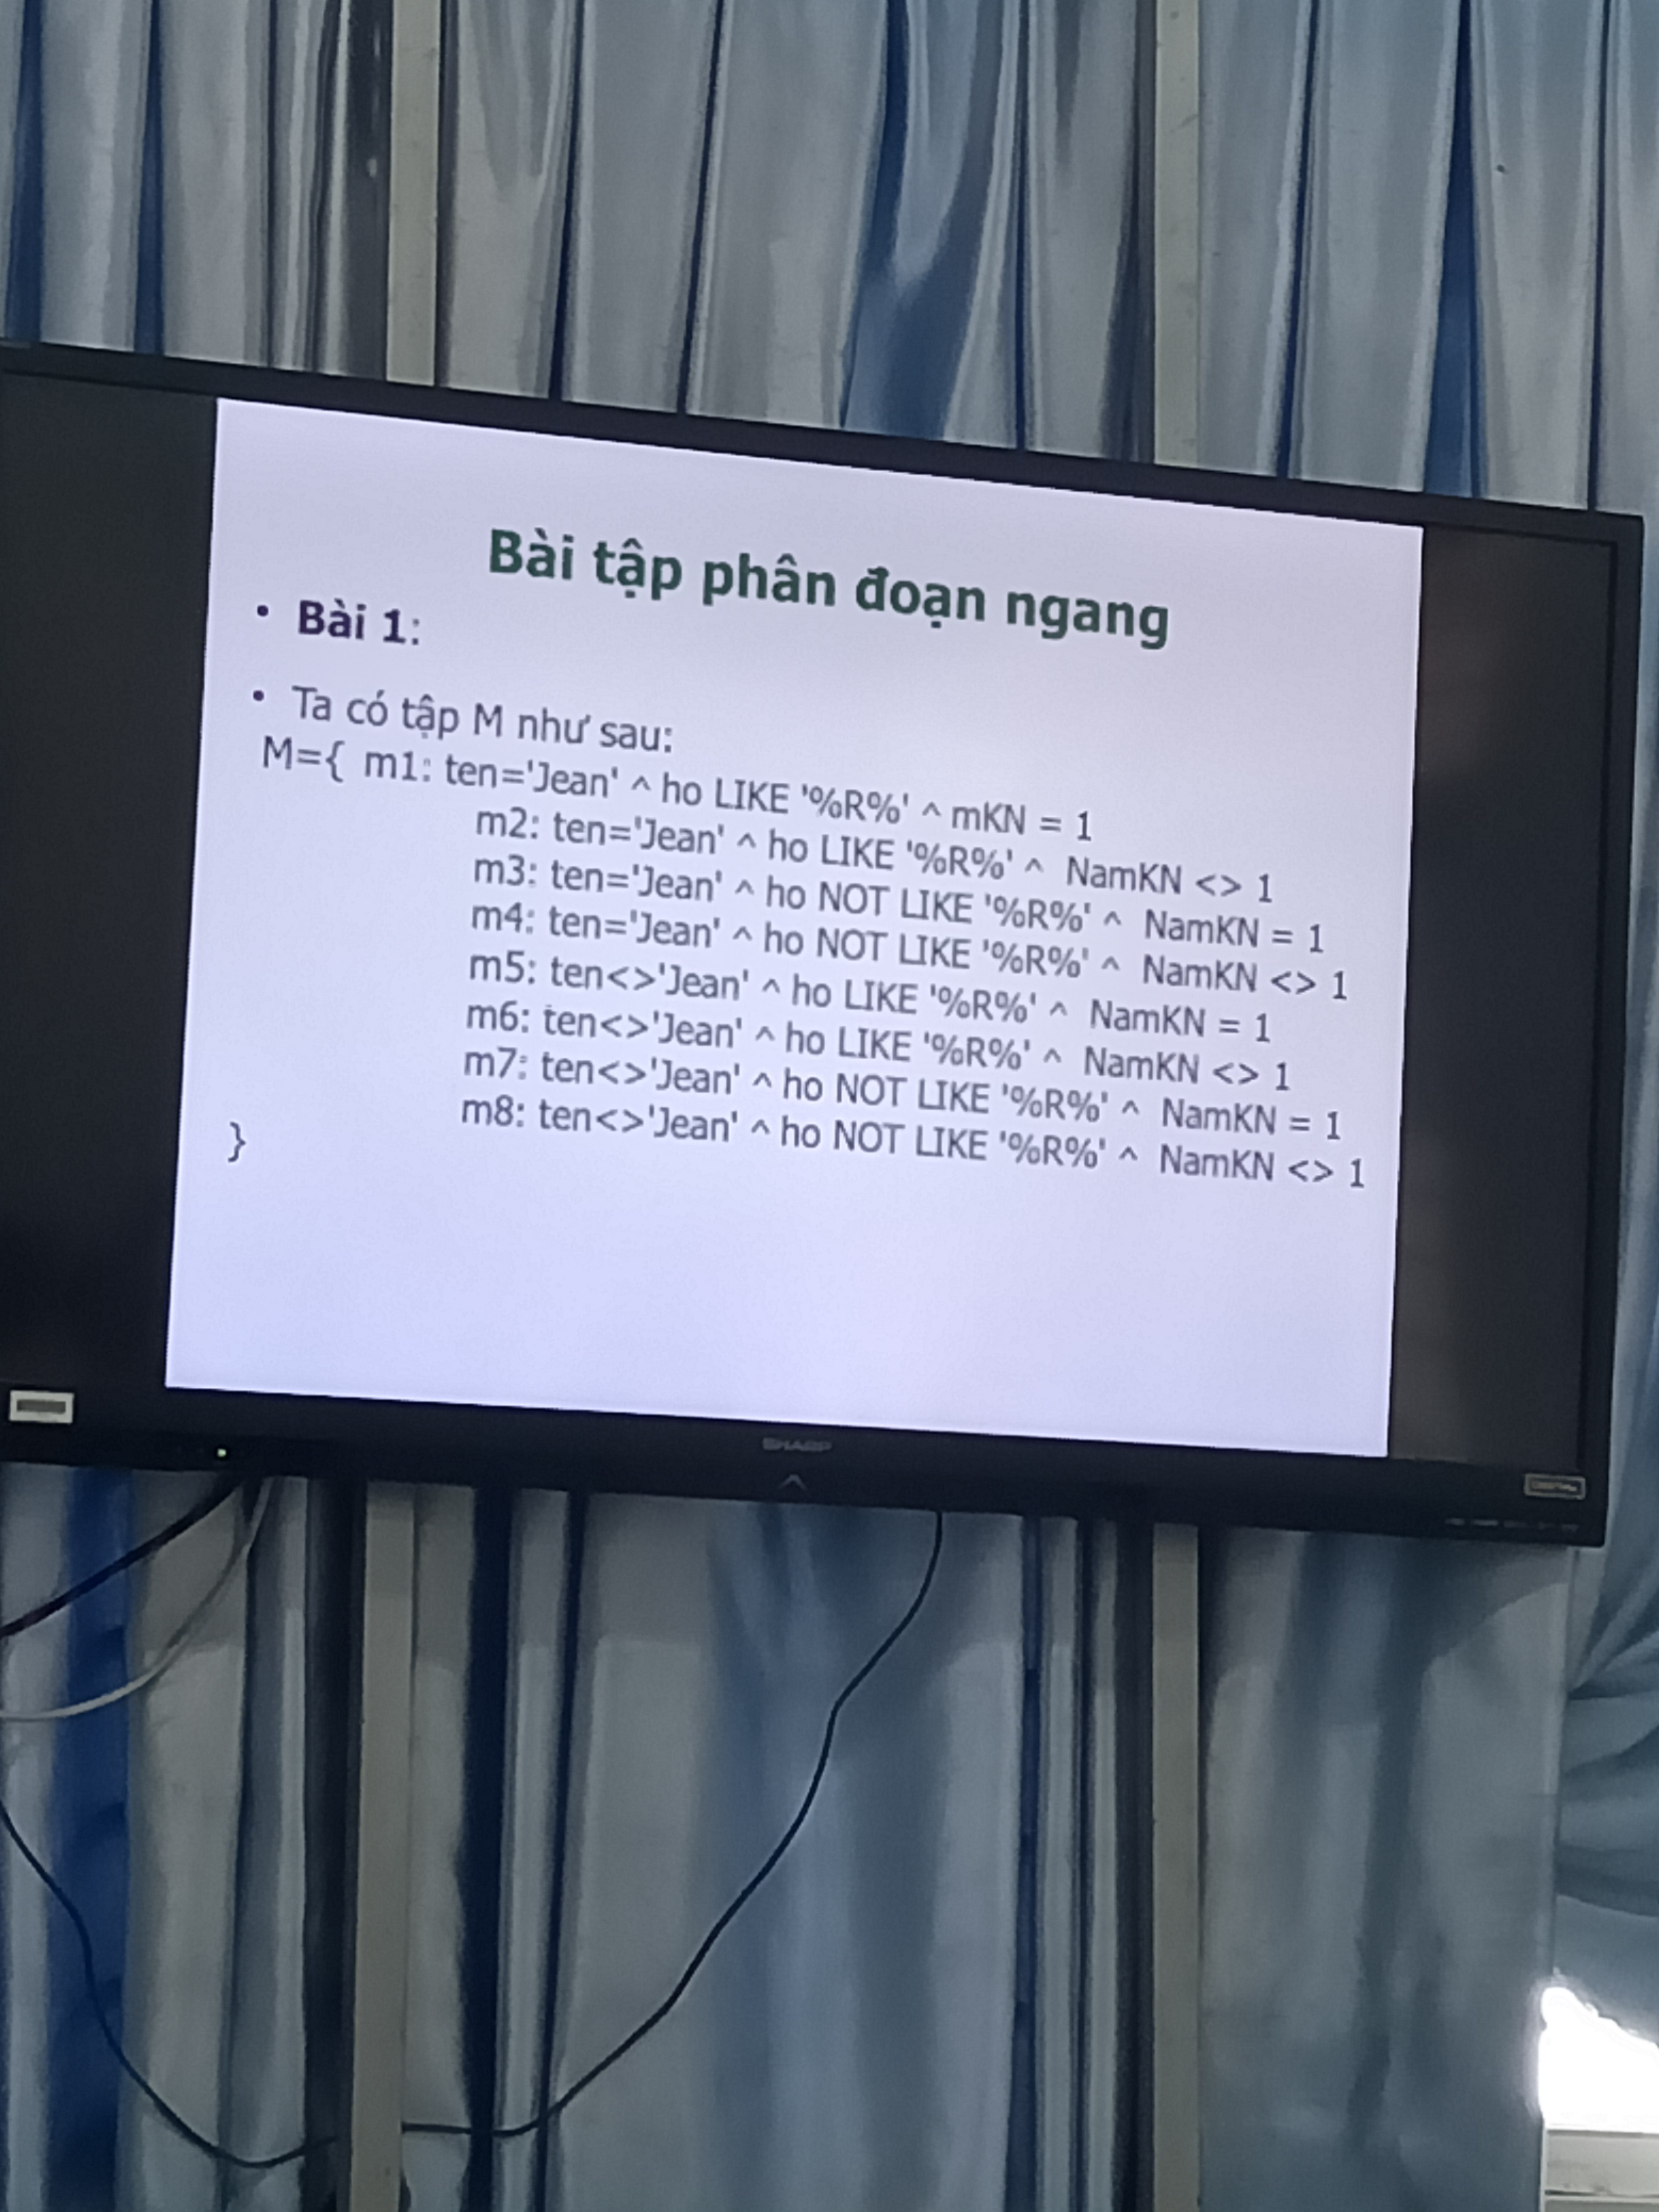 Bài tập phân đoạn ngang
• Bài 1:
• Ta có tập M như sau:
M={ m1: ten='Jean' ^ ho LIKE '%R%' ^ mKN = 1
m2: ten='Jean' ^ ho LIKE '%R%' ^ NamKN <> 1
m3: ten='Jean' ^ ho NOT LIKE '%R%' ^ NamKN = 1
m4: ten='Jean' ^ ho NOT LIKE '%R%' ^ NamKN <> 1
m5: ten<>'Jean' ^ ho LIKE '%R%' ^ NamKN = 1
m6: ten<>'Jean' ^ ho LIKE '%R%' ^ NamKN <> 1
m7: ten<>'Jean' ^ ho NOT LIKE '%R%' ^ NamKN = 1
m8: ten<>'Jean' ^ ho NOT LIKE '%R%' ^ NamKN <> 1
}
SHARP